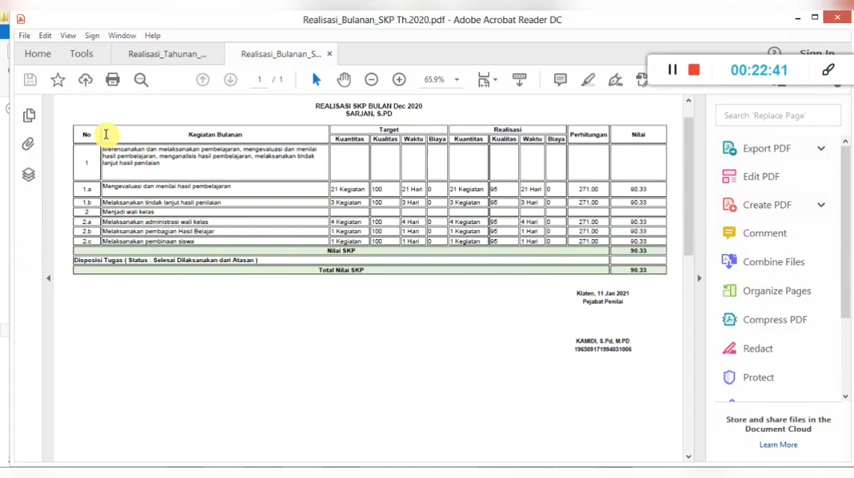 Realisasi_Bulanan_SKP Th.2020.pdf - Adobe Acrobat Reader DC
File Edit View Sign Window Help
Home Tools Realisasi_Tahunan_... Realisasi_Bulanan_S... × Sign In
1 / 1 65.9% 00:22:41
REALISASI SKP BULAN Dec 2020
SARJAN, S.PD
No Kegiatan Bulanan Target Realisasi Perhitungan Nilai
Kuantitas Kualitas Waktu Biaya Kuantitas Kualitas Waktu Biaya
1 Merencanakan dan melaksanakan pembelajaran, mengevaluasi dan menilai
hasil pembelajaran, menganalisis hasil pembelajaran, melaksanakan tindak
lanjut hasil penilaian
1.a Mengevaluasi dan menilai hasil pembelajaran 21 Kegiatan 100 21 Hari 0 21 Kegiatan 95 21 Hari 0 271.00 90.33
1.b Melaksanakan tindak lanjut hasil penilaian 3 Kegiatan 100 3 Hari 0 3 Kegiatan 95 3 Hari 0 271.00 90.33
2 Menjadi wali kelas
2.a Melaksanakan administrasi wali kelas 4 Kegiatan 100 4 Hari 0 4 Kegiatan 95 4 Hari 0 271.00 90.33
2.b Melaksanakan pembagian Hasil Belajar 1 Kegiatan 100 1 Hari 0 1 Kegiatan 95 1 Hari 0 271.00 90.33
2.c Melaksanakan pembinaan siswa 1 Kegiatan 100 1 Hari 0 1 Kegiatan 95 1 Hari 0 271.00 90.33
Nilai SKP 90.33
Disposisi Tugas ( Status : Selesai Dilaksanakan dari Atasan )
Total Nilai SKP 90.33
Klaten, 11 Jan 2021
Pejabat Penilai
KAMIDI, S.Pd, M.PD
196509171994031006
Search 'Replace Page'
Export PDF
Edit PDF
Create PDF
Comment
Combine Files
Organize Pages
Compress PDF
Redact
Protect
Store and share files in the
Document Cloud
Learn More